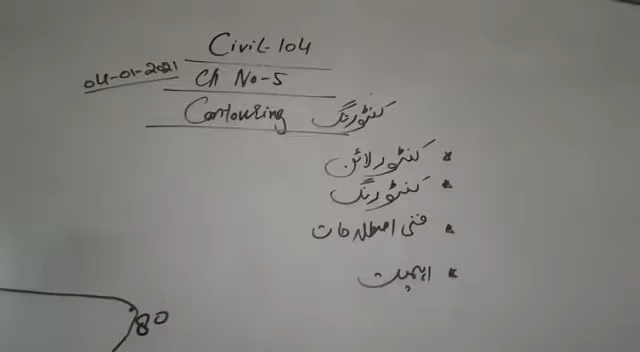 Civil-104
04-01-2021
Ch No-5
Contouring کنٹورنگ
* کنٹور لائن
* کنٹورنگ
* فنی اصطلاحات
* اہمیت
80